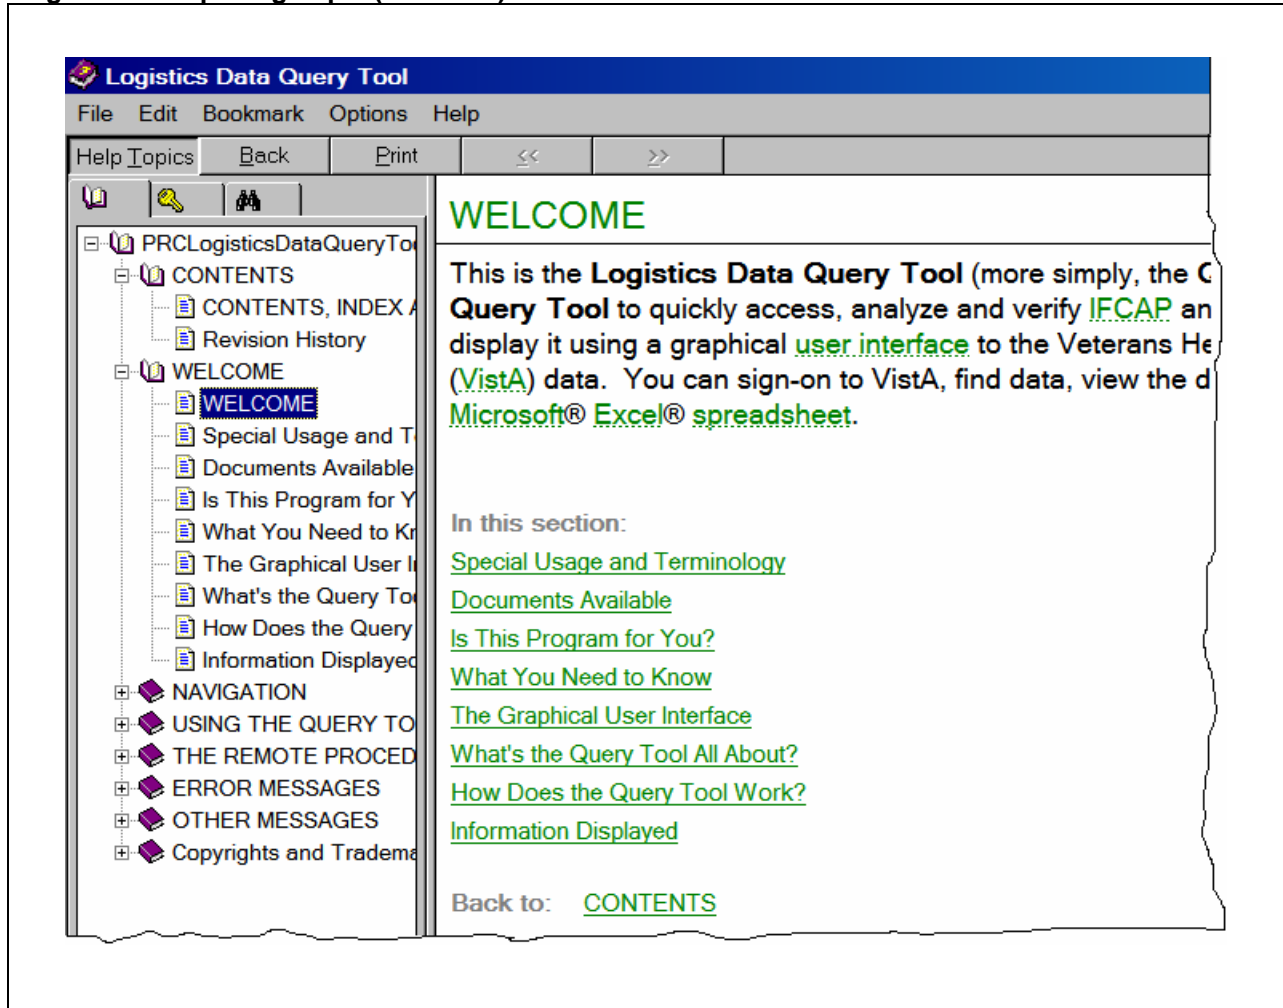 Logistics Data Query Tool
File Edit Bookmark Options Help
Help Topics Back Print << >>
PRCLogisticsDataQueryToo
CONTENTS
CONTENTS, INDEX A
Revision History
WELCOME
WELCOME
Special Usage and T
Documents Available
Is This Program for Y
What You Need to Kn
The Graphical User I
What's the Query Too
How Does the Query
Information Displayed
NAVIGATION
USING THE QUERY TO
THE REMOTE PROCED
ERROR MESSAGES
OTHER MESSAGES
Copyrights and Tradema
WELCOME
This is the Logistics Data Query Tool (more simply, the
Query Tool to quickly access, analyze and verify IFCAP an
display it using a graphical user interface to the Veterans He
(VistA) data. You can sign-on to VistA, find data, view the d
Microsoft® Excel® spreadsheet.
In this section:
Special Usage and Terminology
Documents Available
Is This Program for You?
What You Need to Know
The Graphical User Interface
What's the Query Tool All About?
How Does the Query Tool Work?
Information Displayed
Back to: CONTENTS